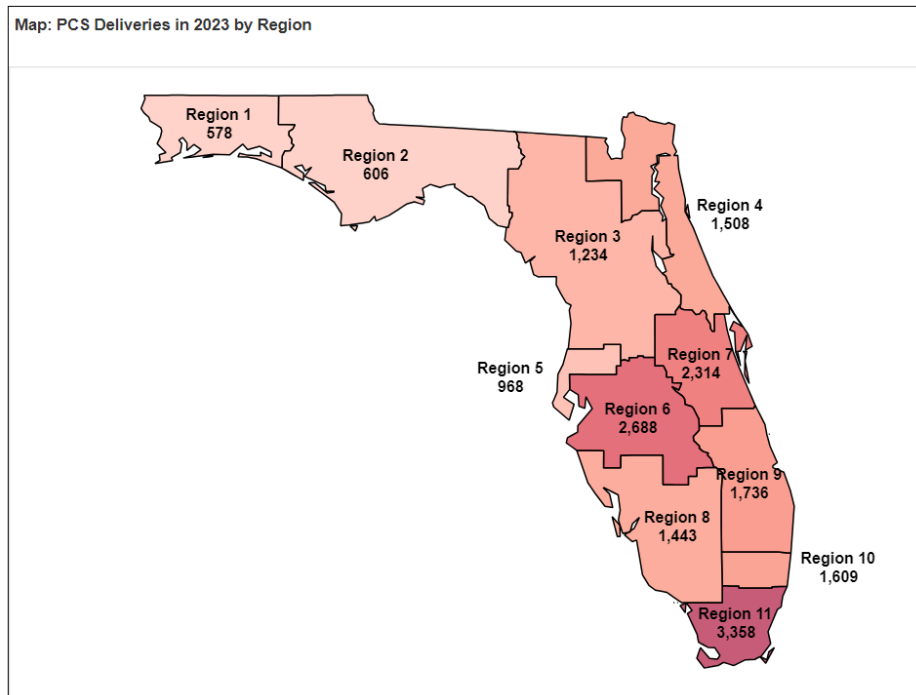 Map: PCS Deliveries in 2023 by Region
Region 1
578
Region 2
606
Region 4
1,508
Region 3
1,234
Region 7
2,314
Region 5
968
Region 6
2,688
Region 9
1,736
Region 8
1,443
Region 10
1,609
Region 11
3,358